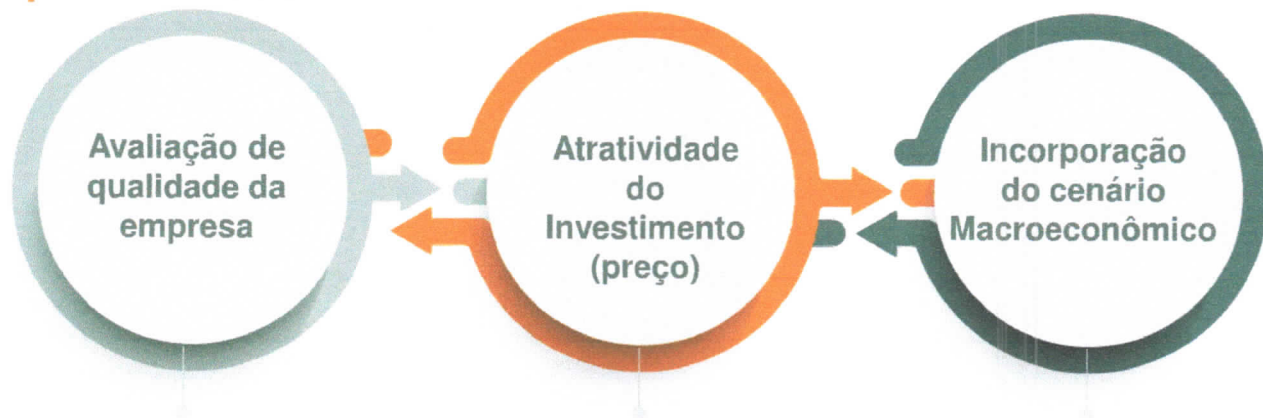 Avaliação de
qualidade da
empresa
Atratividade
do
Investimento
(preço)
Incorporação
do cenário
Macroeconômico